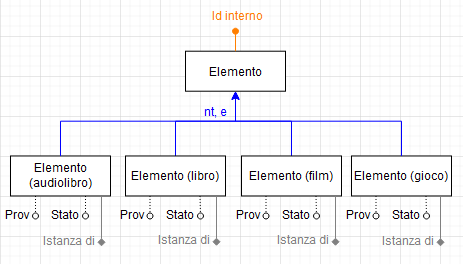 Id interno
Elemento
nt, e
Elemento (audiolibro)
Elemento (libro)
Elemento (film)
Elemento (gioco)
Prov Stato Prov Stato Prov Stato Prov Stato
Istanza di Istanza di Istanza di Istanza di